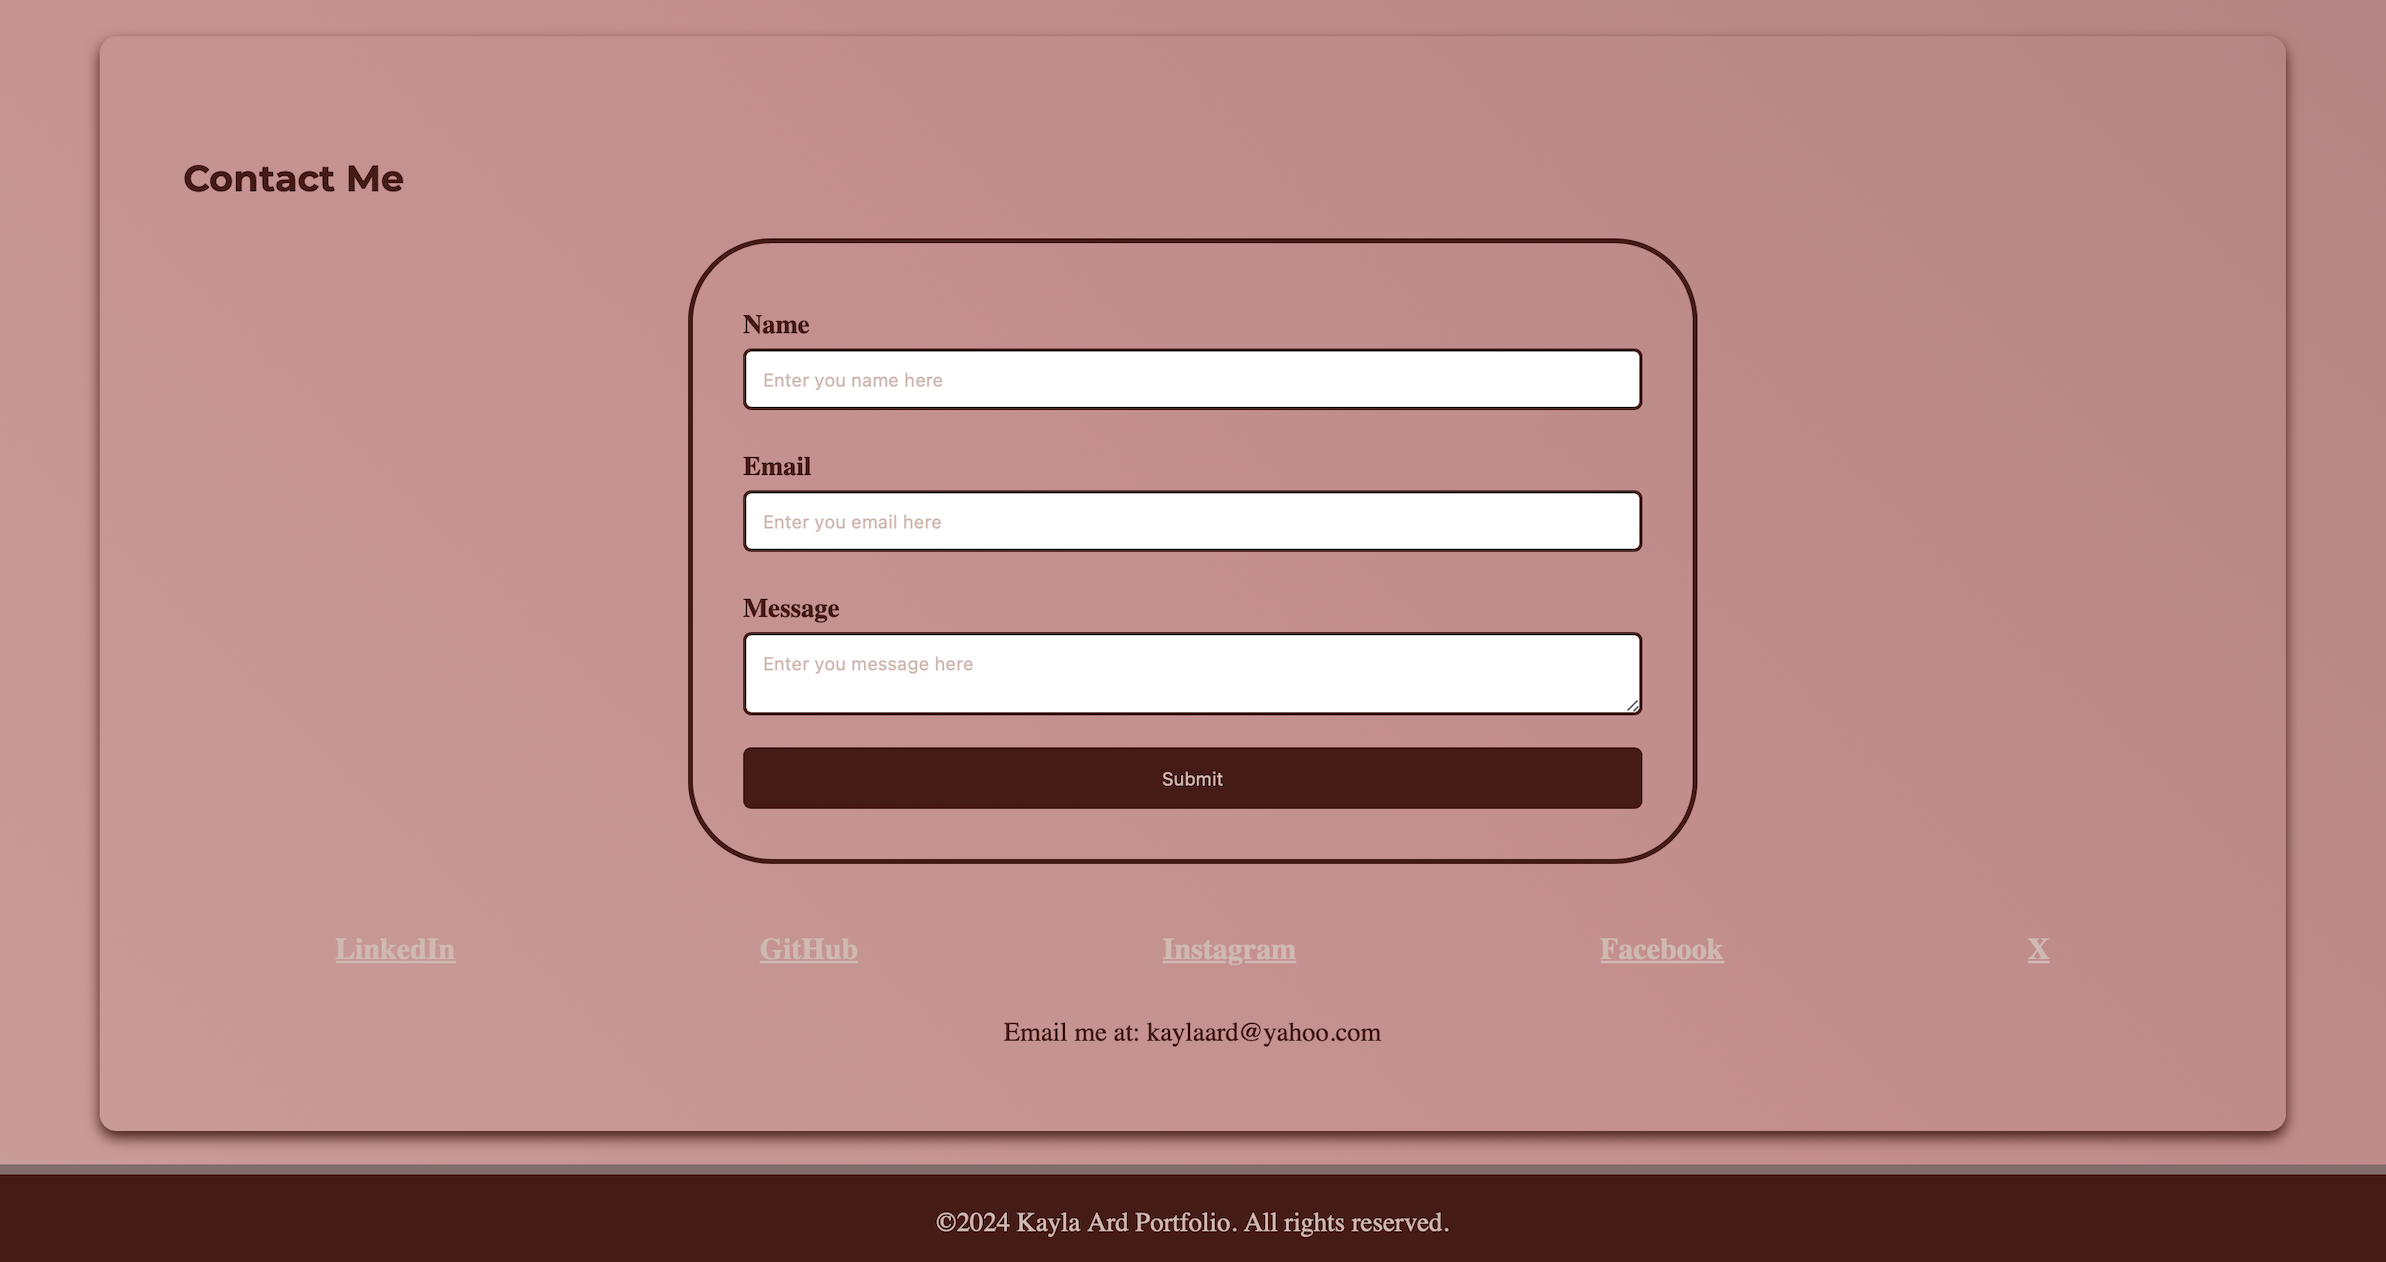 Contact Me
Name
Enter you name here
Email
Enter you email here
Message
Enter you message here
Submit
LinkedIn GitHub Instagram Facebook X
Email me at: kaylaard@yahoo.com
©2024 Kayla Ard Portfolio. All rights reserved.